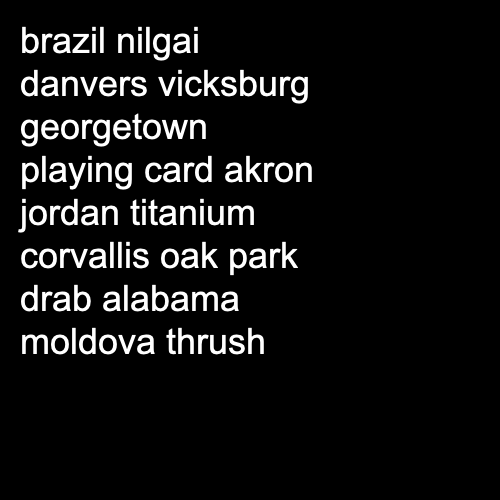 brazil nilgai
danvers vicksburg
georgetown
playing card akron
jordan titanium
corvallis oak park
drab alabama
moldova thrush